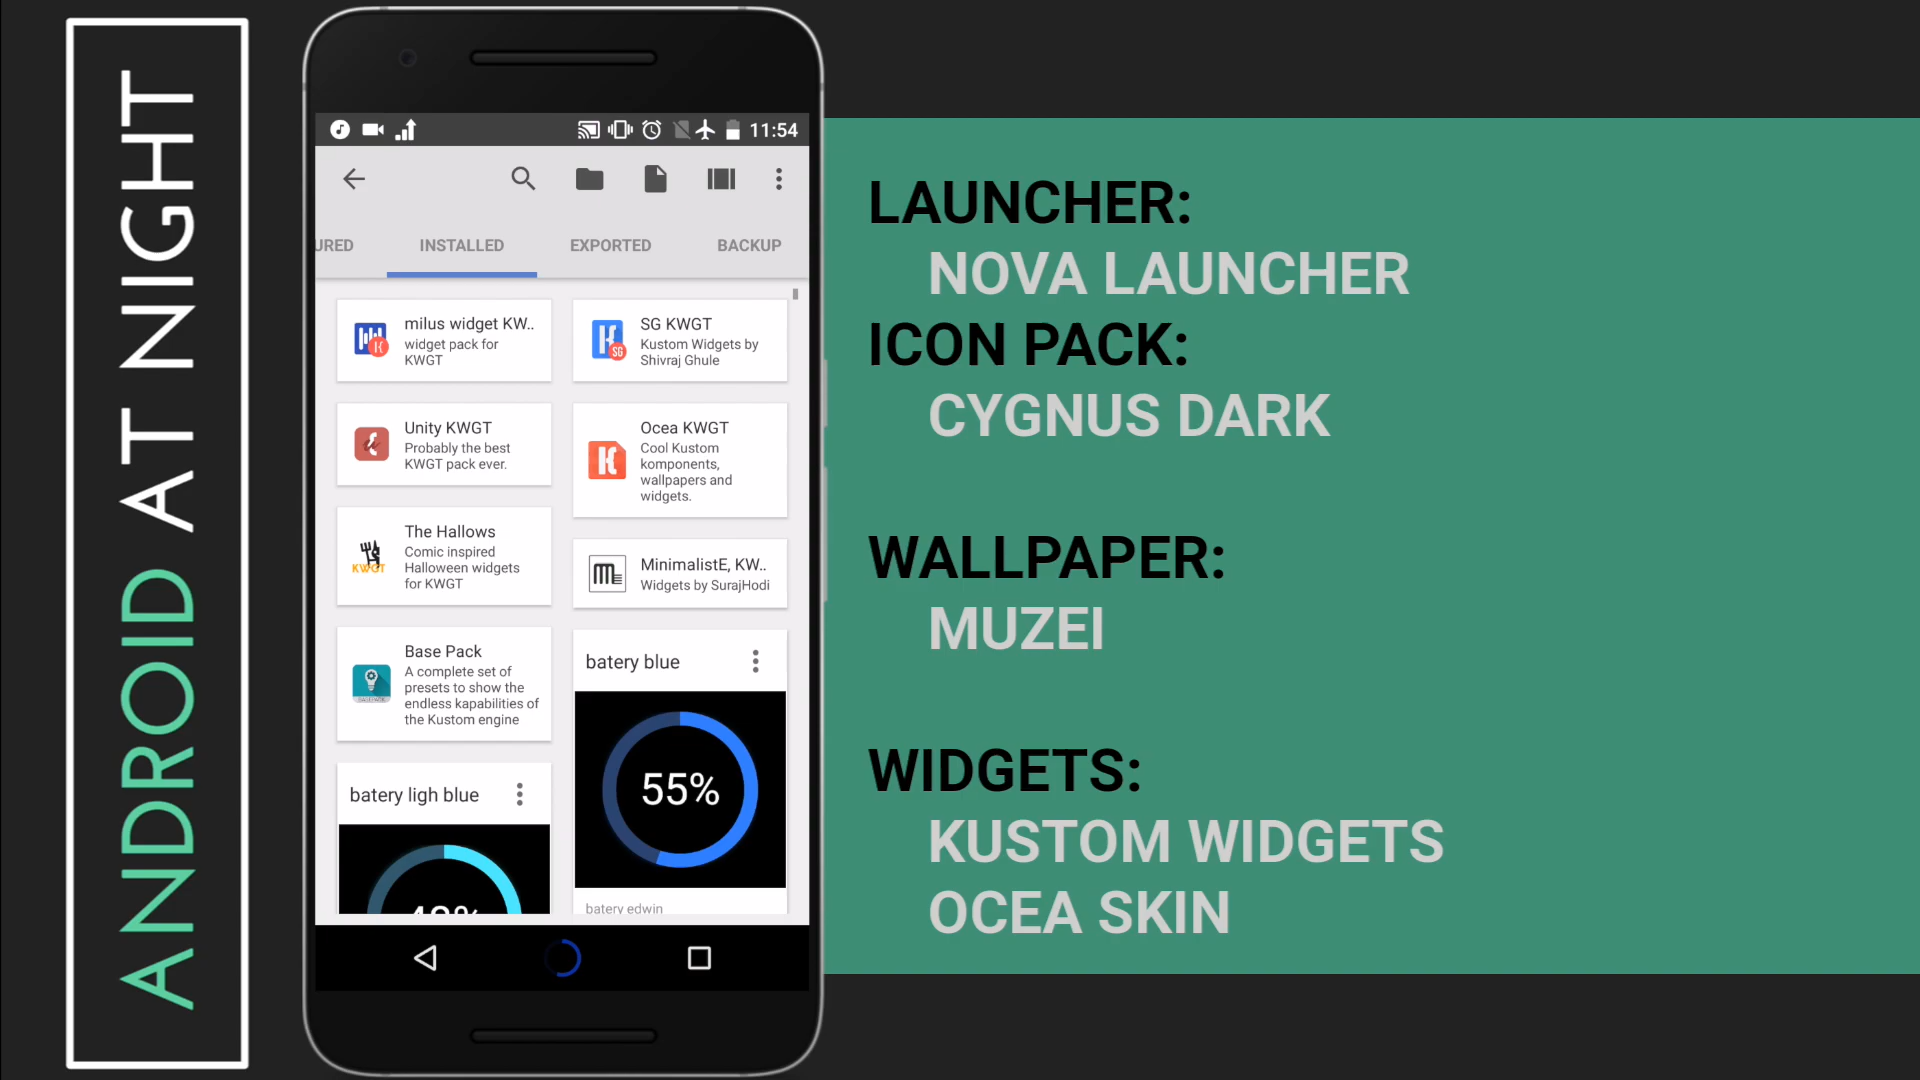 ANDROID AT NIGHT
11:54
URED INSTALLED EXPORTED BACKUP
milus widget KW..
widget pack for
KWGT
SG KWGT
Kustom Widgets by
Shivraj Ghule
SG
Unity KWGT
Probably the best
KWGT pack ever.
Ocea KWGT
Cool Kustom
komponents,
wallpapers and
widgets.
The Hallows
Comic inspired
Halloween widgets
for KWGT
KWGT
MinimalistE, KW..
Widgets by SurajHodi
Base Pack
A complete set of
presets to show the
endless kapabilities of
the Kustom engine
batery blue
55%
batery edwin
batery ligh blue
LAUNCHER:
NOVA LAUNCHER
ICON PACK:
CYGNUS DARK
WALLPAPER:
MUZEI
WIDGETS:
KUSTOM WIDGETS
OCEA SKIN